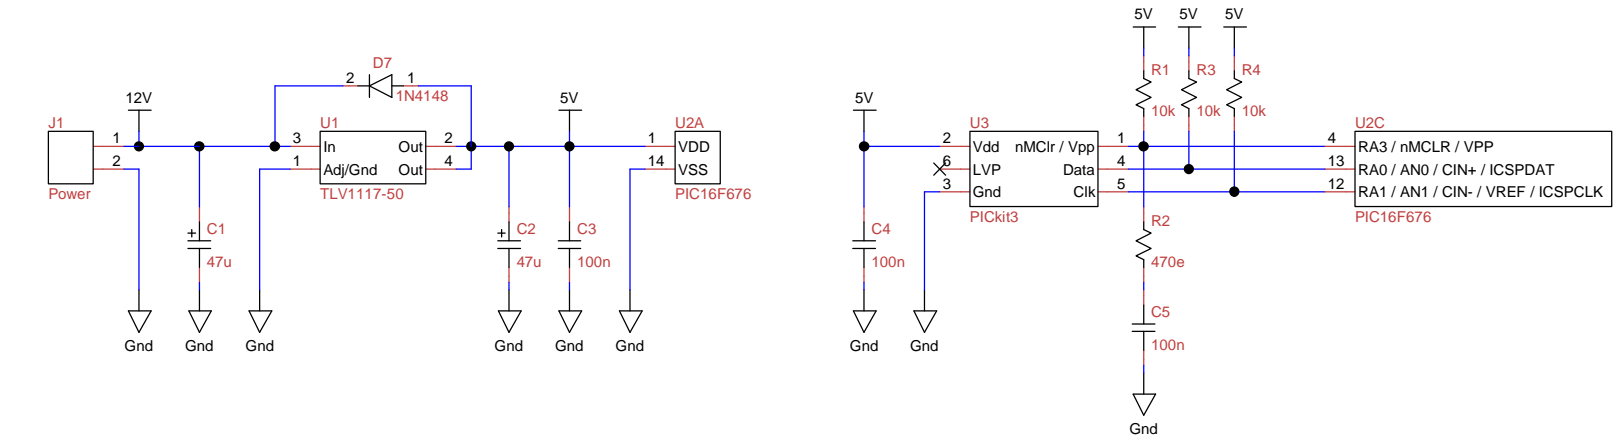 D7
2 1
1N4148
12V
5V
J1
1
2
Power
U1
3 In Out 2
1 Adj/Gnd Out 4
TLV1117-50
U2A
1 VDD
14 VSS
PIC16F676
+ C1
47u
+ C2
47u
C3
100n
Gnd Gnd Gnd Gnd Gnd Gnd
5V 5V 5V
R1 R3 R4
10k 10k 10k
5V
U3
2 Vdd nMClr / Vpp 1
6 LVP Data 4
3 Gnd Clk 5
PICkit3
U2C
4 RA3 / nMCLR / VPP
13 RA0 / AN0 / CIN+ / ICSPDAT
12 RA1 / AN1 / CIN- / VREF / ICSPCLK
PIC16F676
C4
100n
R2
470e
C5
100n
Gnd Gnd
Gnd